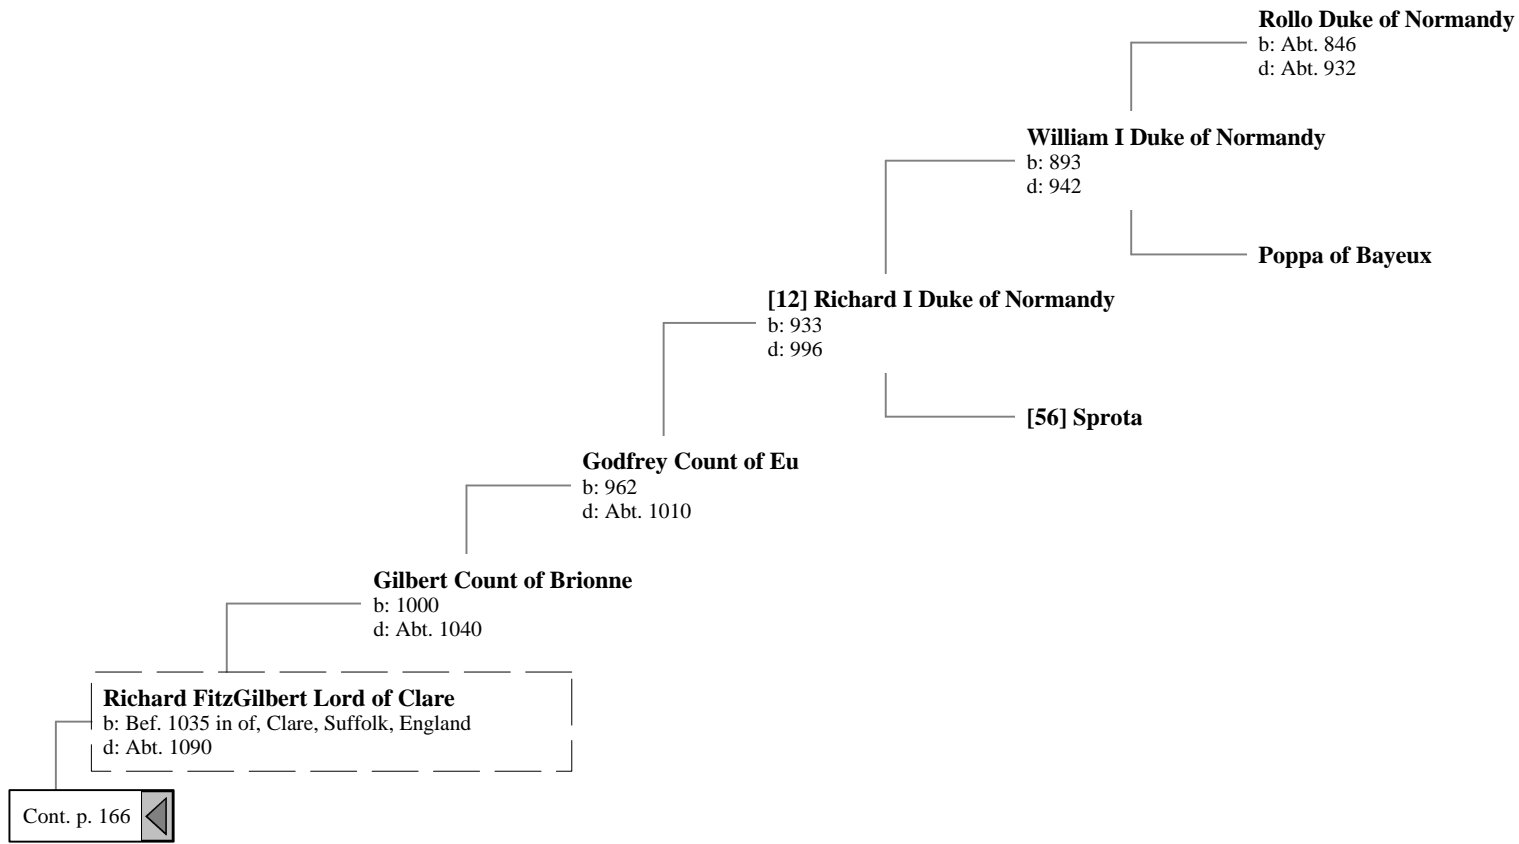 Rollo Duke of Normandy
b: Abt. 846
d: Abt. 932
William I Duke of Normandy
b: 893
d: 942
Poppa of Bayeux
[12] Richard I Duke of Normandy
b: 933
d: 996
[56] Sprota
Godfrey Count of Eu
b: 962
d: Abt. 1010
Gilbert Count of Brionne
b: 1000
d: Abt. 1040
Richard FitzGilbert Lord of Clare
b: Bef. 1035 in of, Clare, Suffolk, England
d: Abt. 1090
Cont. p. 166